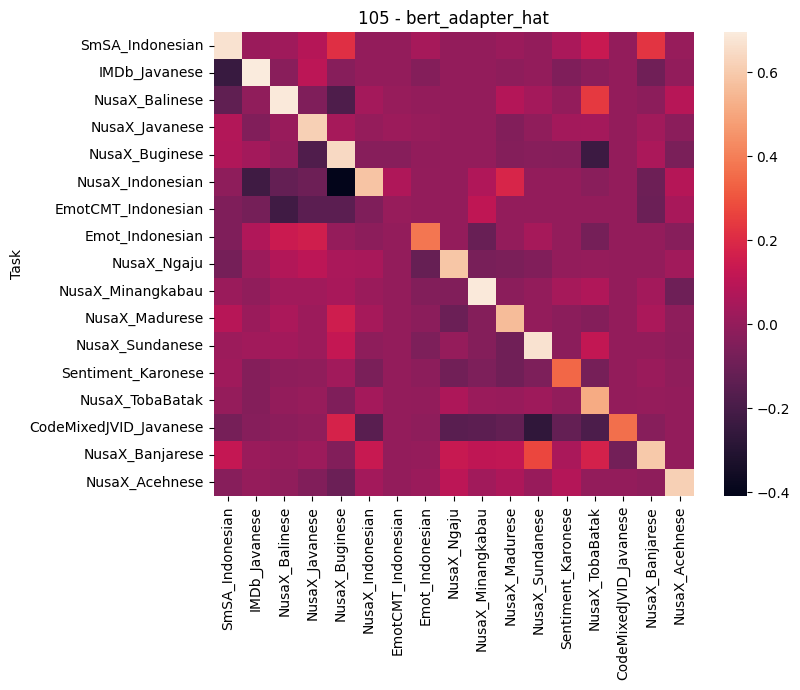 105 - bert_adapter_hat
Task
SmSA_Indonesian
IMDb_Javanese
NusaX_Balinese
NusaX_Javanese
NusaX_Buginese
NusaX_Indonesian
EmotCMT_Indonesian
Emot_Indonesian
NusaX_Ngaju
NusaX_Minangkabau
NusaX_Madurese
NusaX_Sundanese
Sentiment_Karonese
NusaX_TobaBatak
CodeMixedJVID_Javanese
NusaX_Banjarese
NusaX_Acehnese
SmSA_Indonesian
IMDb_Javanese
NusaX_Balinese
NusaX_Javanese
NusaX_Buginese
NusaX_Indonesian
EmotCMT_Indonesian
Emot_Indonesian
NusaX_Ngaju
NusaX_Minangkabau
NusaX_Madurese
NusaX_Sundanese
Sentiment_Karonese
NusaX_TobaBatak
CodeMixedJVID_Javanese
NusaX_Banjarese
NusaX_Acehnese
0.6
0.4
0.2
0.0
−0.2
−0.4